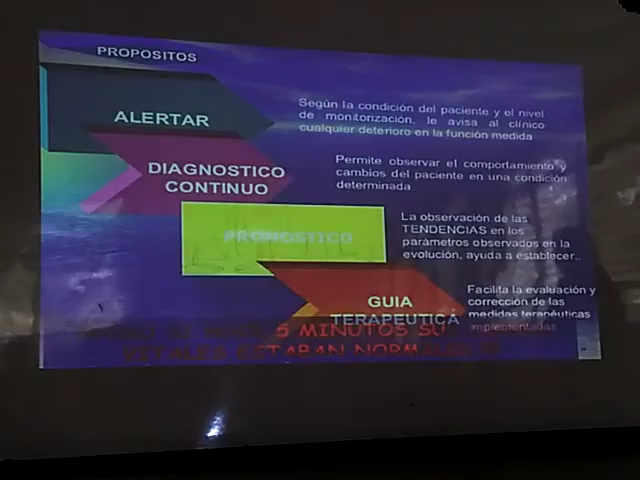 PROPOSITOS
ALERTAR
Según la condición del paciente y el nivel
de monitorización, le avisa al clínico
cualquier deterioro en la función medida
DIAGNOSTICO
CONTINUO
Permite observar el comportamiento y
cambios del paciente en una condición
determinada
PRONOSTICO
La observación de las
TENDENCIAS en los
parámetros observados en la
evolución, ayuda a establecer..
GUIA
TERAPEUTICÁ
Facilita la evaluación y
corrección de las
medidas terapéuticas
implementadas
5 MINUTOS SU
VITALES ESTABAN